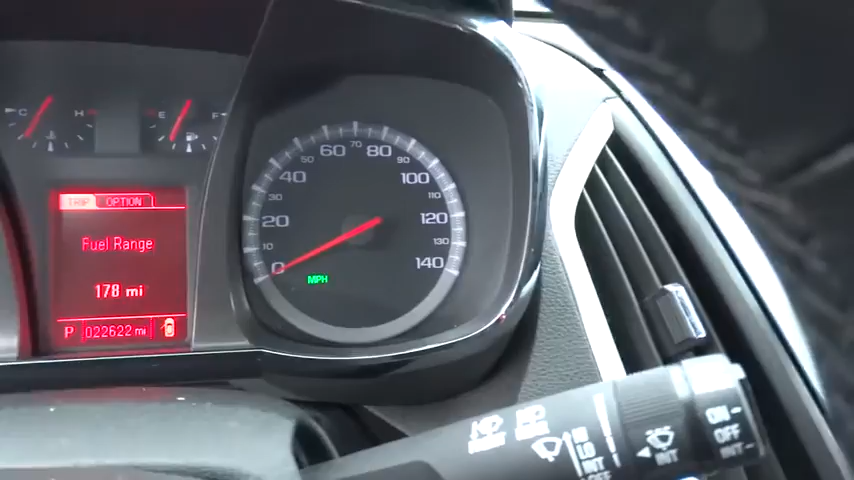 C H E F
TRIP OPTION
Fuel Range
178 mi
P 022622 mi
0 10 20 30 40 50 60 70 80 90 100 110 120 130 140
MPH
HI
LO
INT
OFF
INT
ON
OFF
INT